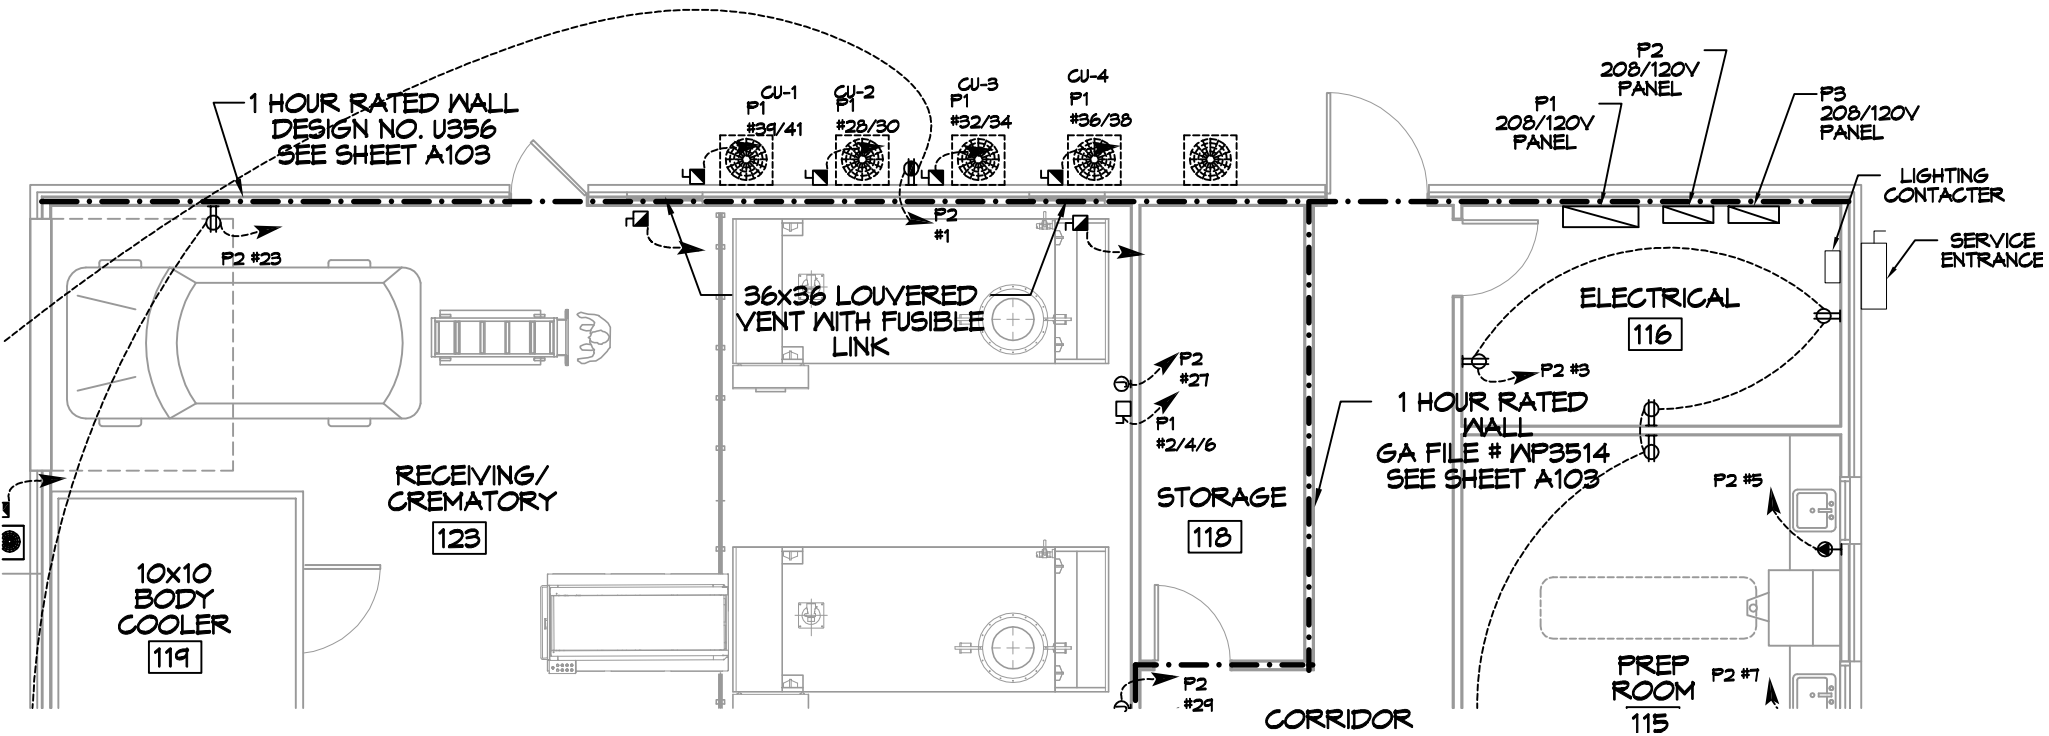 1 HOUR RATED WALL
DESIGN NO. U356
SEE SHEET A103
CU-1
P1
#39/41
CU-2
P1
#28/30
CU-3
P1
#32/34
CU-4
P1
#36/38
P2
208/120V
PANEL
P1
208/120V
PANEL
P3
208/120V
PANEL
LIGHTING
CONTACTER
SERVICE
ENTRANCE
P2
#1
P2 #23
36x36 LOUVERED
VENT WITH FUSIBLE
LINK
ELECTRICAL
116
P2 #3
P2
#27
P1
#2/4/6
1 HOUR RATED
WALL
GA FILE # WP3514
SEE SHEET A103
RECEIVING/
CREMATORY
123
STORAGE
118
P2 #5
10x10
BODY
COOLER
119
PREP
ROOM
115
P2 #7
P2
#29
CORRIDOR